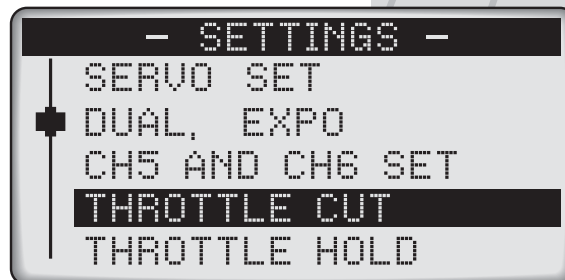 — SETTINGS —
SERVO SET
DUAL, EXPO
CH5 AND CH6 SET
THROTTLE CUT
THROTTLE HOLD